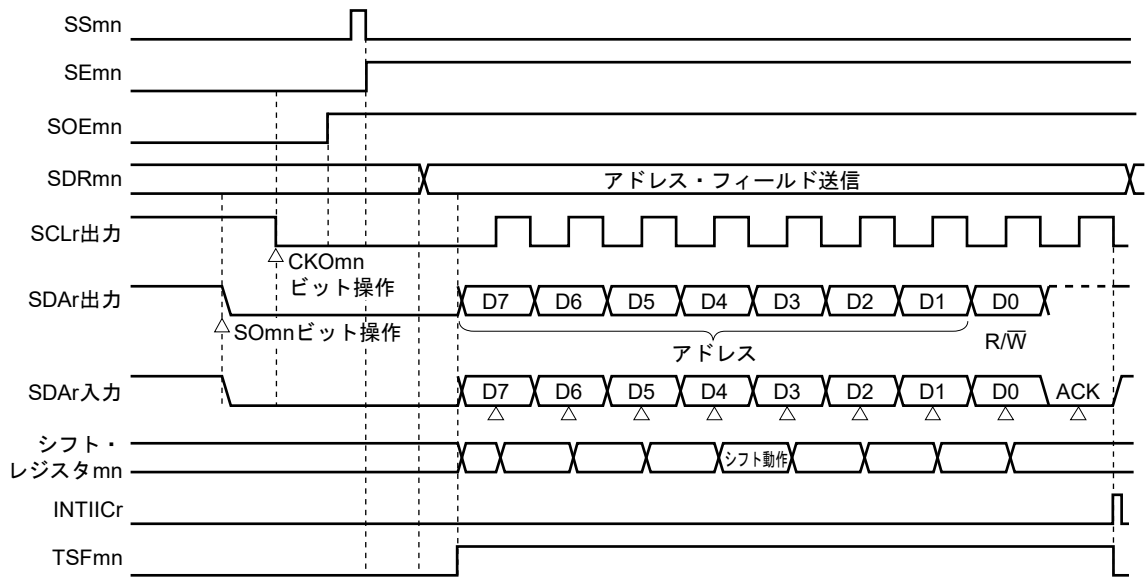 SSmn
SEmn
SOEmn
SDRmn
アドレス・フィールド送信
SCLr出力
CKOmn
ビット操作
SDAr出力
D7 D6 D5 D4 D3 D2 D1 D0
SOmnビット操作
アドレス
R/W̅
SDAr入力
D7 D6 D5 D4 D3 D2 D1 D0 ACK
シフト・
レジスタmn
シフト動作
INTIICr
TSFmn